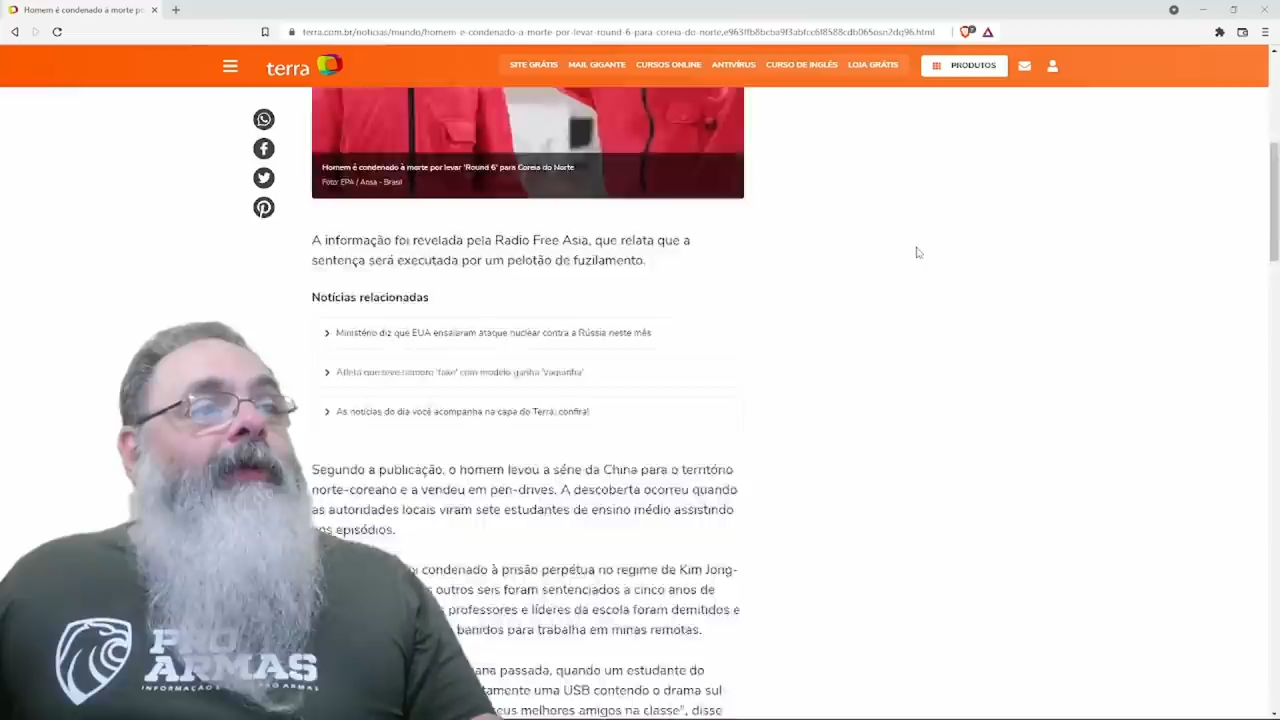 Homem é condenado à morte po
terra.com.br/noticias/mundo/homem-e-condenado-a-morte-por-levar-round-6-para-coreia-do-norte,e963ffb8bcba9f3abfcc6f8588cdb065osn2dq96.html
terra
SITE GRÁTIS MAIL GIGANTE CURSOS ONLINE ANTIVÍRUS CURSO DE INGLÊS LOJA GRÁTIS PRODUTOS
Homem é condenado à morte por levar 'Round 6' para Coreia do Norte
Foto: EPA / Ansa - Brasil
A informação foi revelada pela Radio Free Asia, que relata que a
sentença será executada por um pelotão de fuzilamento.
Notícias relacionadas
Ministério diz que EUA ensaiaram ataque nuclear contra a Rússia neste mês
Atleta que teve namoro 'fake' com modelo ganha 'vaquinha'
As notícias do dia você acompanha na capa do Terra; confira!
Segundo a publicação, o homem levou a série da China para o território
norte-coreano e a vendeu em pen-drives. A descoberta ocorreu quando
as autoridades locais viram sete estudantes de ensino médio assistindo
os episódios.
condenado à prisão perpétua no regime de Kim Jong-
outros seis foram sentenciados a cinco anos de
professores e líderes da escola foram demitidos e
banidos para trabalha em minas remotas.
ana passada, quando um estudante do
tamente uma USB contendo o drama sul
eus melhores amigos na classe", disse
PRO
ARMAS